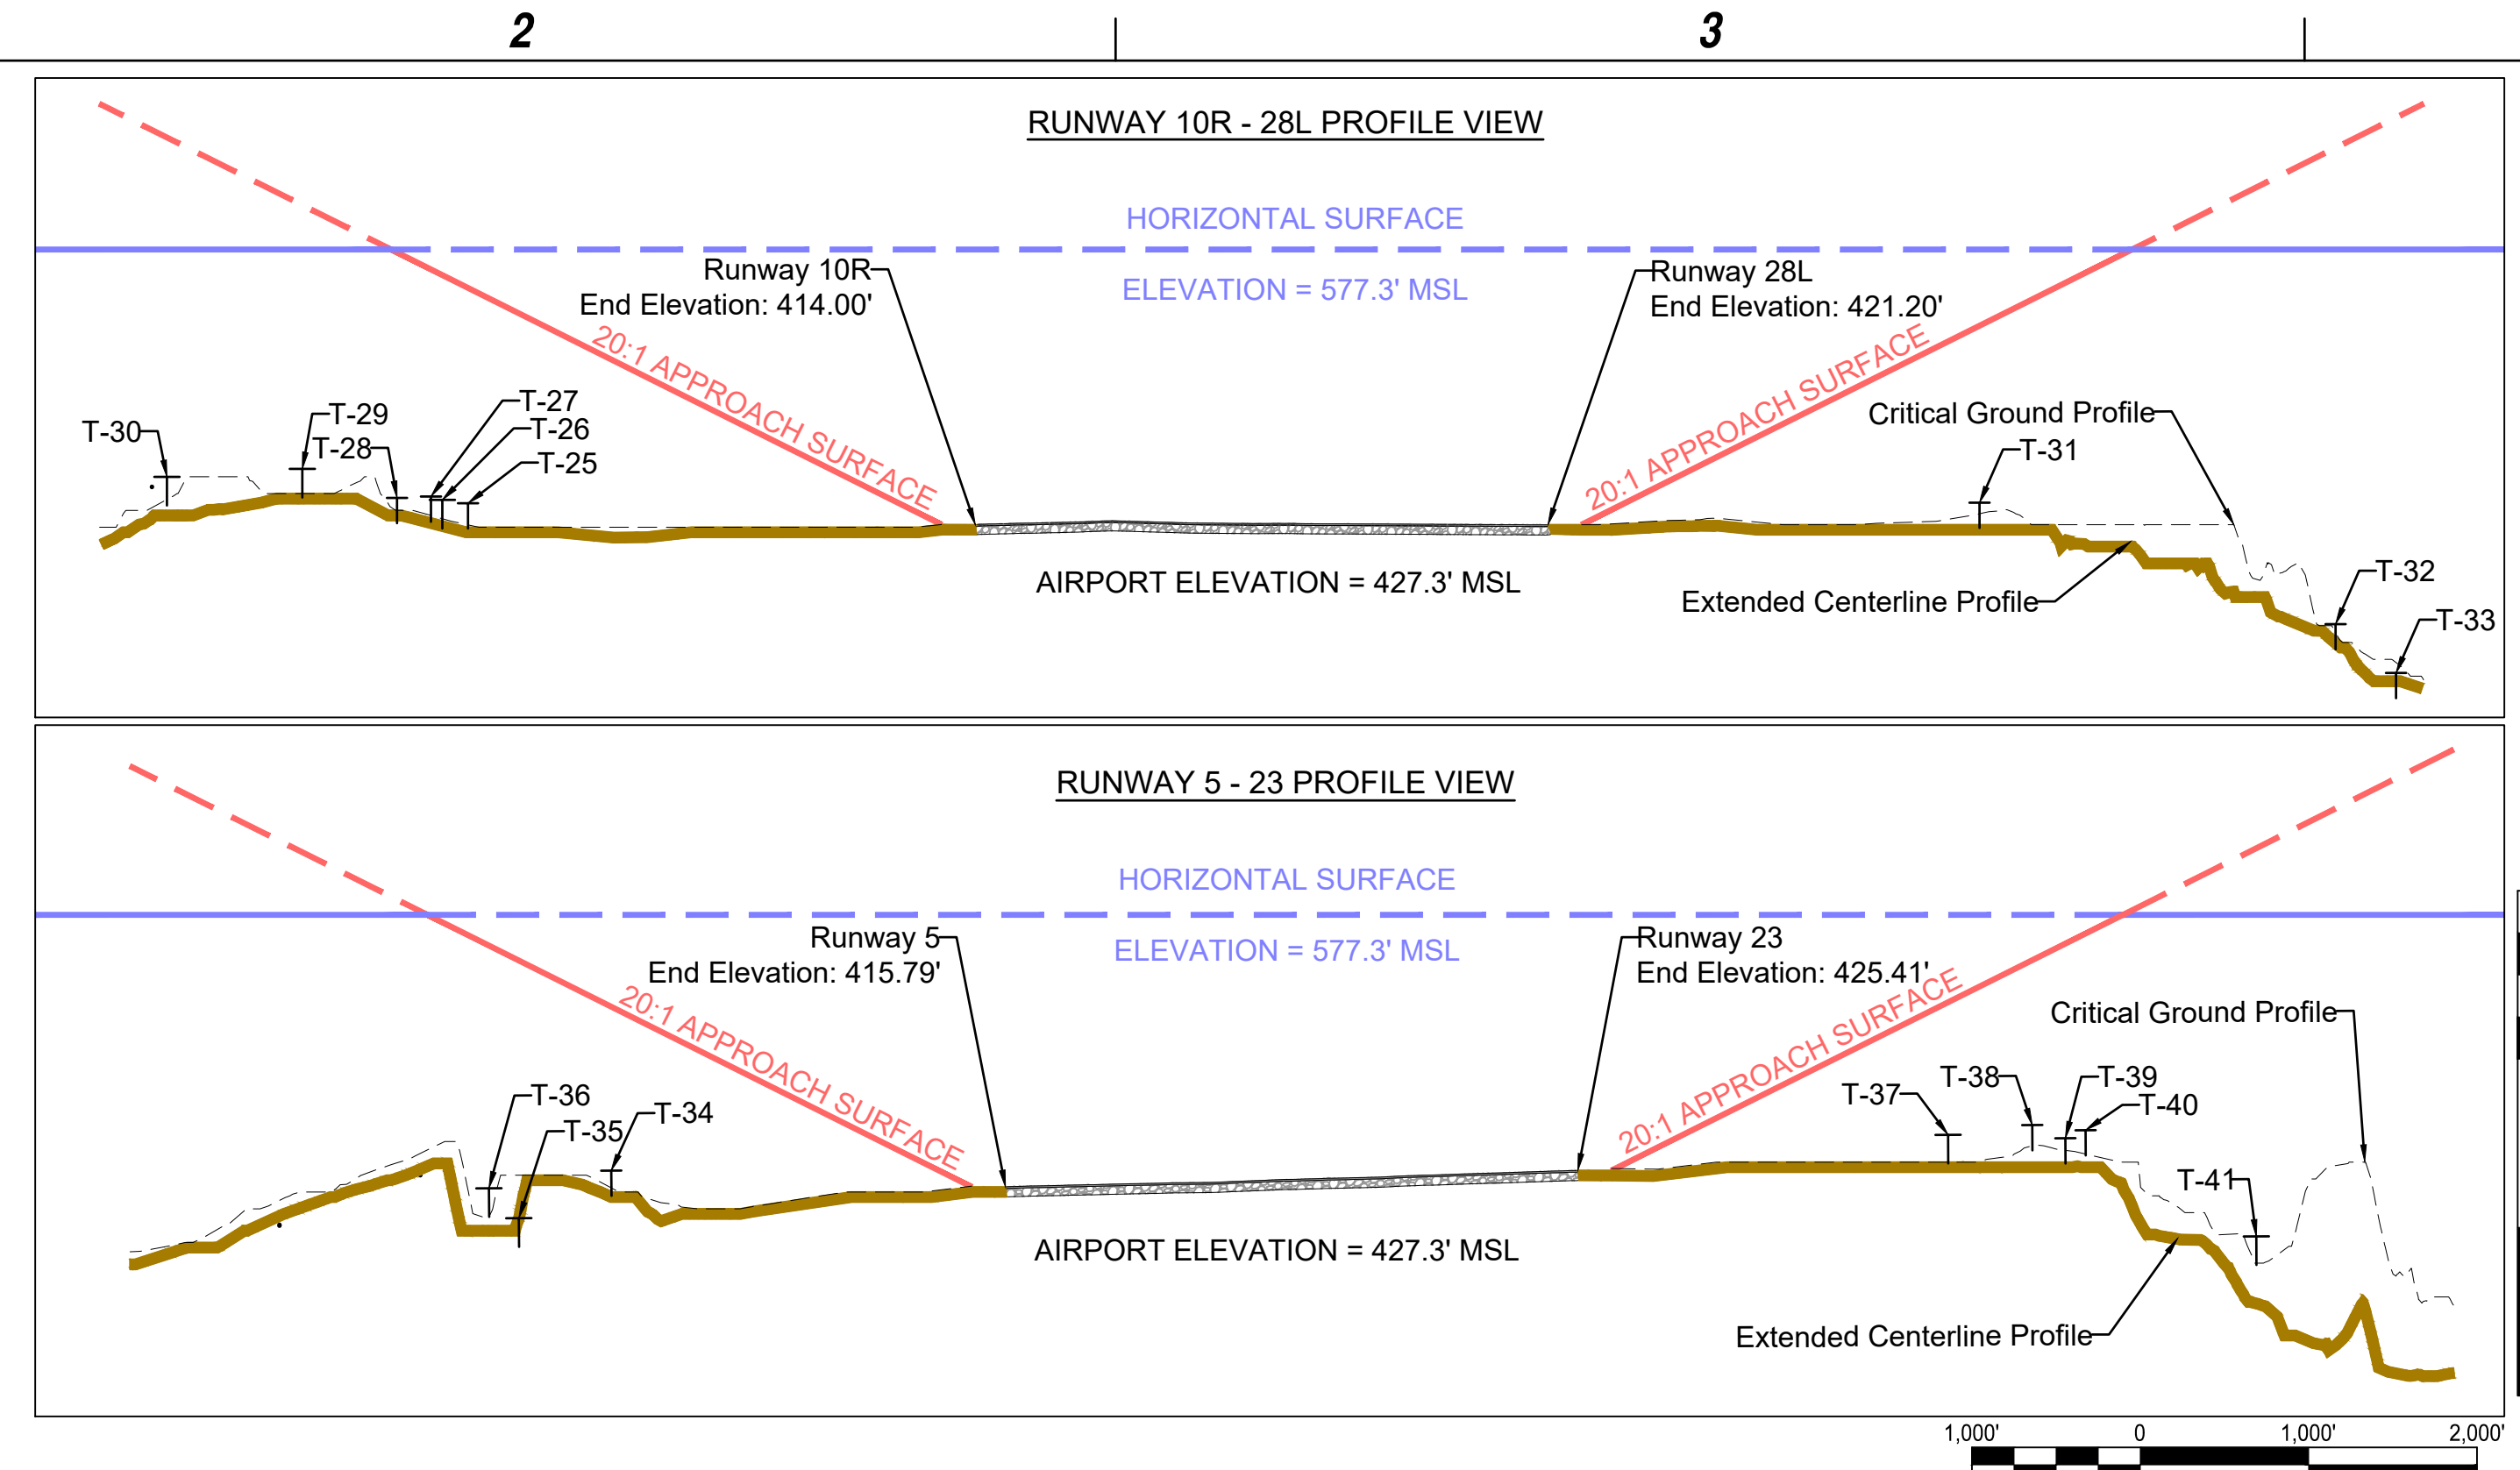 2
3
RUNWAY 10R - 28L PROFILE VIEW
HORIZONTAL SURFACE
ELEVATION = 577.3' MSL
Runway 10R
End Elevation: 414.00'
Runway 28L
End Elevation: 421.20'
20:1 APPROACH SURFACE
20:1 APPROACH SURFACE
T-30
T-29
T-28
T-27
T-26
T-25
Critical Ground Profile
T-31
AIRPORT ELEVATION = 427.3' MSL
Extended Centerline Profile
T-32
T-33
RUNWAY 5 - 23 PROFILE VIEW
HORIZONTAL SURFACE
ELEVATION = 577.3' MSL
Runway 5
End Elevation: 415.79'
Runway 23
End Elevation: 425.41'
20:1 APPROACH SURFACE
20:1 APPROACH SURFACE
Critical Ground Profile
T-36
T-35
T-34
T-37
T-38
T-39
T-40
T-41
AIRPORT ELEVATION = 427.3' MSL
Extended Centerline Profile
1,000' 0 1,000' 2,000'